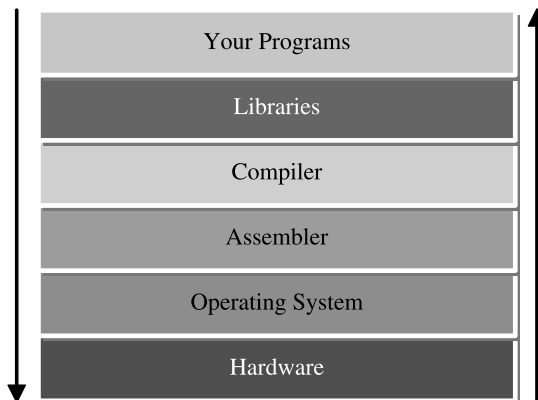 Your Programs
Libraries
Compiler
Assembler
Operating System
Hardware